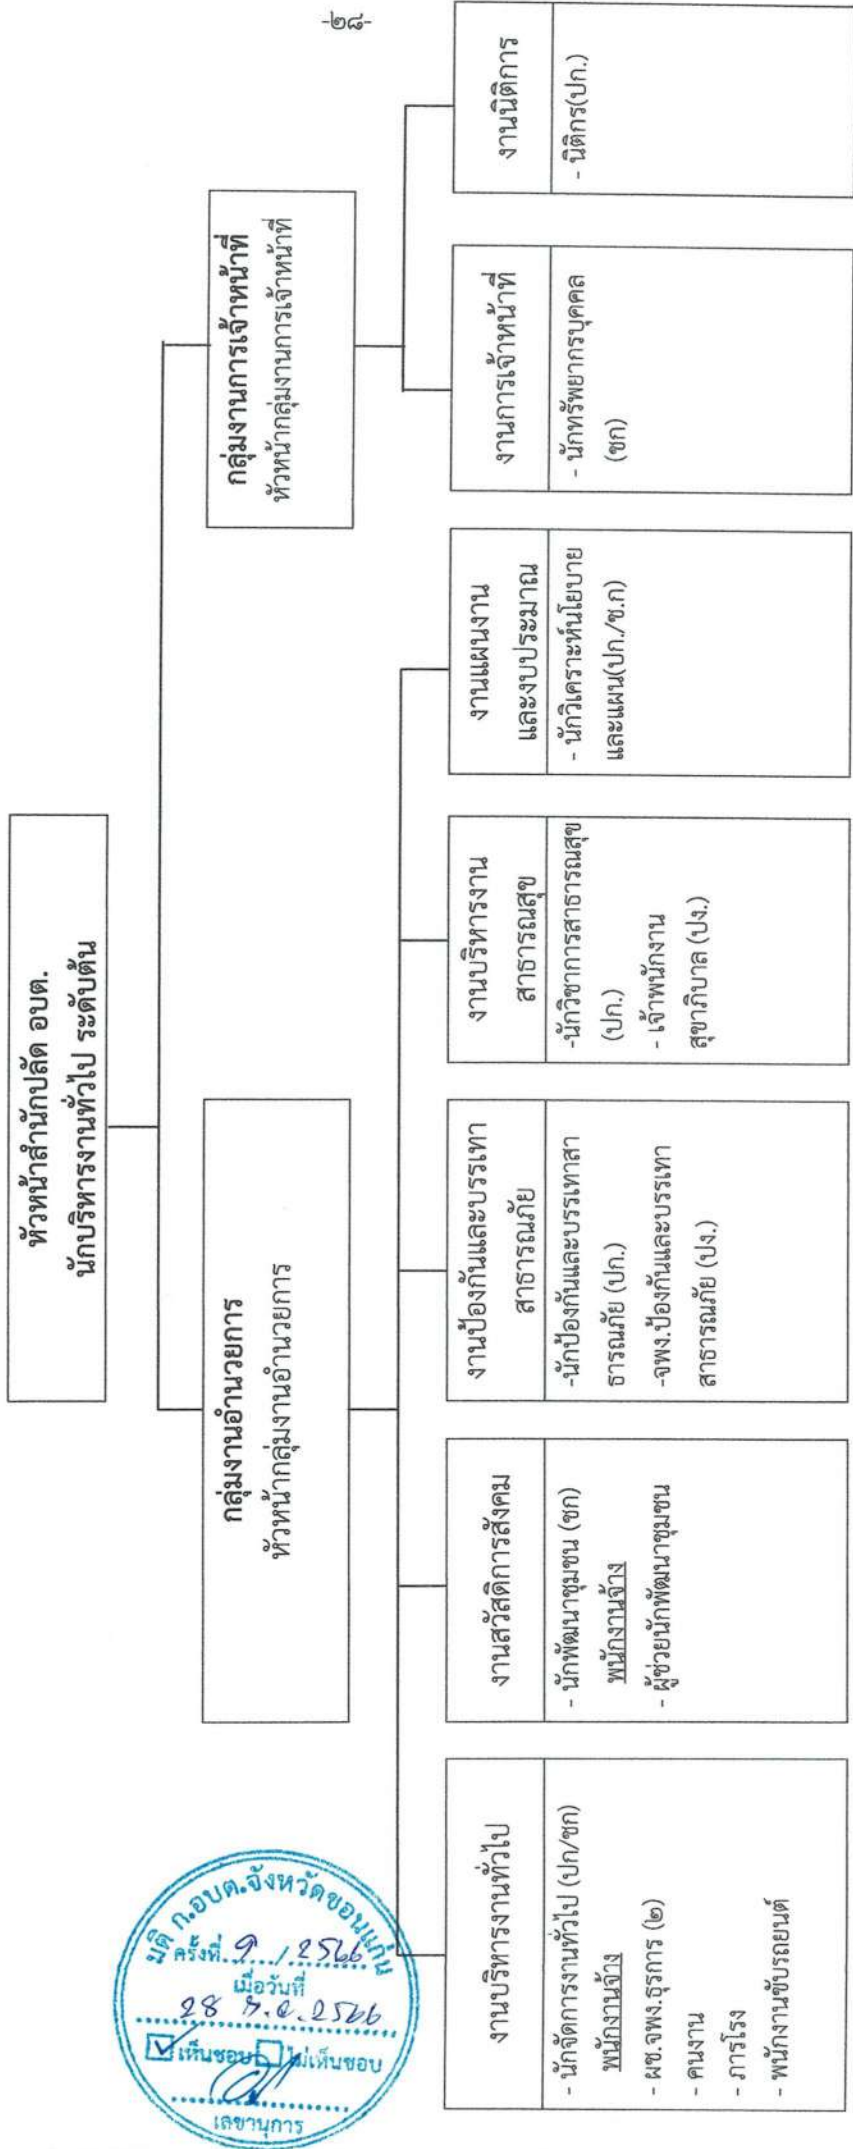 -๒๘-
หัวหน้าสำนักปลัด อบต.
นักบริหารงานทั่วไป ระดับต้น
กลุ่มงานอำนวยการ
หัวหน้ากลุ่มงานอำนวยการ
กลุ่มงานการเจ้าหน้าที่
หัวหน้ากลุ่มงานการเจ้าหน้าที่
งานบริหารงานทั่วไป
- นักจัดการงานทั่วไป (ปก/ชก)
พนักงานจ้าง
- ผช.จพง.ธุรการ (๒)
- คนงาน
- ภารโรง
- พนักงานขับรถยนต์
งานสวัสดิการสังคม
- นักพัฒนาชุมชน (ชก)
พนักงานจ้าง
- ผู้ช่วยนักพัฒนาชุมชน
งานป้องกันและบรรเทา
สาธารณภัย
-นักป้องกันและบรรเทาสา
ธารณภัย (ปก.)
-จพง.ป้องกันและบรรเทา
สาธารณภัย (ปง.)
งานบริหารงาน
สาธารณสุข
-นักวิชาการสาธารณสุข
(ปก.)
- เจ้าพนักงาน
สุขาภิบาล (ปง.)
งานแผนงาน
และงบประมาณ
- นักวิเคราะห์นโยบาย
และแผน(ปก./ช.ก)
งานการเจ้าหน้าที่
- นักทรัพยากรบุคคล
(ชก)
งานนิติการ
- นิติกร(ปก.)
มติ ก.อบต.จังหวัดขอนแก่น
ครั้งที่ 9 / 2566
เมื่อวันที่
28 2566
เห็นชอบ ไม่เห็นชอบ
เลขานุการ